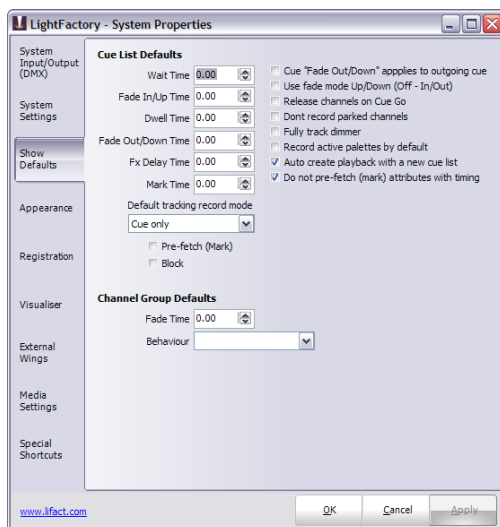 LightFactory - System Properties
System
Input/Output
(DMX)
System
Settings
Show
Defaults
Appearance
Registration
Visualiser
External
Wings
Media
Settings
Special
Shortcuts
www.lifact.com
Cue List Defaults
Wait Time 0.00
Fade In/Up Time 0.00
Dwell Time 0.00
Fade Out/Down Time 0.00
Fx Delay Time 0.00
Mark Time 0.00
Default tracking record mode
Cue only
Pre-fetch (Mark)
Block
Cue "Fade Out/Down" appplies to outgoing cue
Use fade mode Up/Down (Off - In/Out)
Release channels on Cue Go
Dont record parked channels
Fully track dimmer
Record active palettes by default
Auto create playback with a new cue list
Do not pre-fetch (mark) attributes with timing
Channel Group Defaults
Fade Time 0.00
Behaviour
OK Cancel Apply